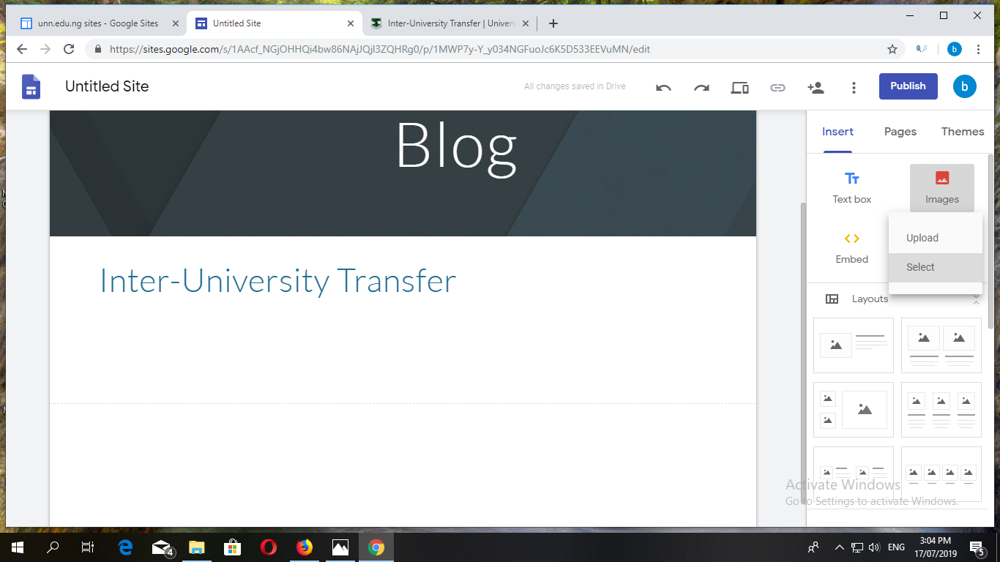 unn.edu.ng sites - Google Sites
Untitled Site
Inter-University Transfer | Univers
https://sites.google.com/s/1AAcf_NGjOHHQi4bw86NAjJQjl3ZQHRg0/p/1MWP7y-Y_y034NGFuoJc6K5D533EEVuMN/edit
b
Untitled Site
All changes saved in Drive
Publish
b
Blog
Insert
Pages
Themes
Text box
Images
Upload
Embed
Select
Inter-University Transfer
Layouts
Activate Windows
Go to Settings to activate Windows.
4
ENG
3:04 PM
17/07/2019
5